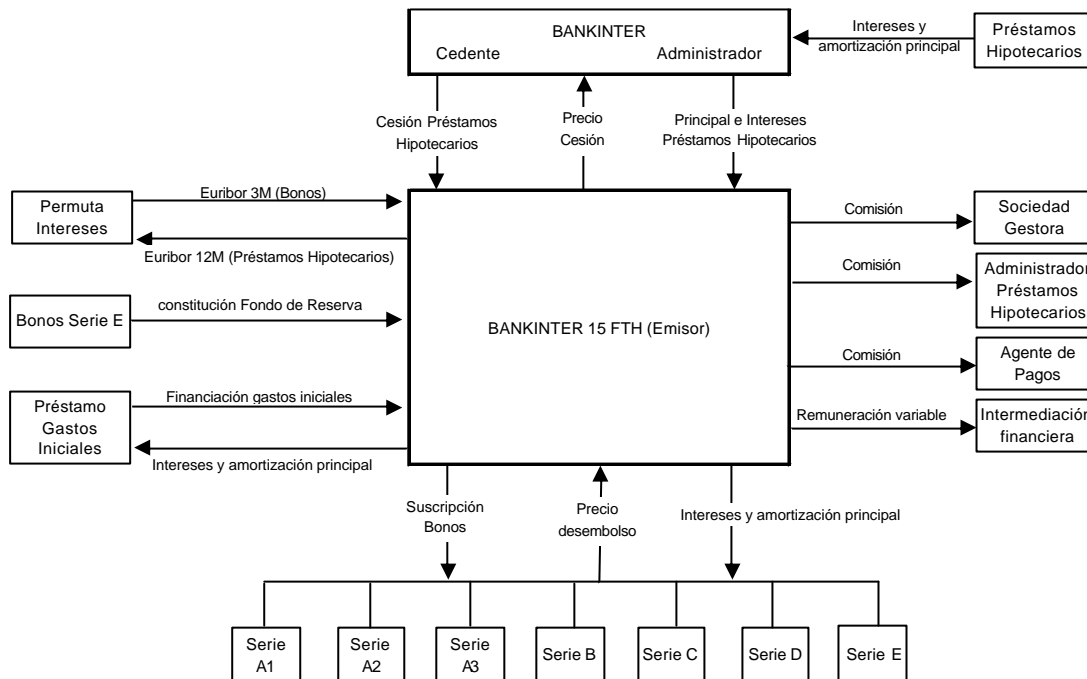 BANKINTER
Cedente
Administrador
Intereses y
amortización principal
Préstamos
Hipotecarios
Cesión Préstamos
Hipotecarios
Precio
Cesión
Principal e Intereses
Préstamos Hipotecarios
Permuta
Intereses
Euribor 3M (Bonos)
Euribor 12M (Préstamos Hipotecarios)
Bonos Serie E
constitución Fondo de Reserva
Préstamo
Gastos
Iniciales
Financiación gastos iniciales
Intereses y amortización principal
BANKINTER 15 FTH (Emisor)
Comisión
Sociedad
Gestora
Comisión
Administrador
Préstamos
Hipotecarios
Comisión
Agente de
Pagos
Remuneración variable
Intermediación
financiera
Suscripción
Bonos
Precio
desembolso
Intereses y amortización principal
Serie
A1
Serie
A2
Serie
A3
Serie B
Serie C
Serie D
Serie E